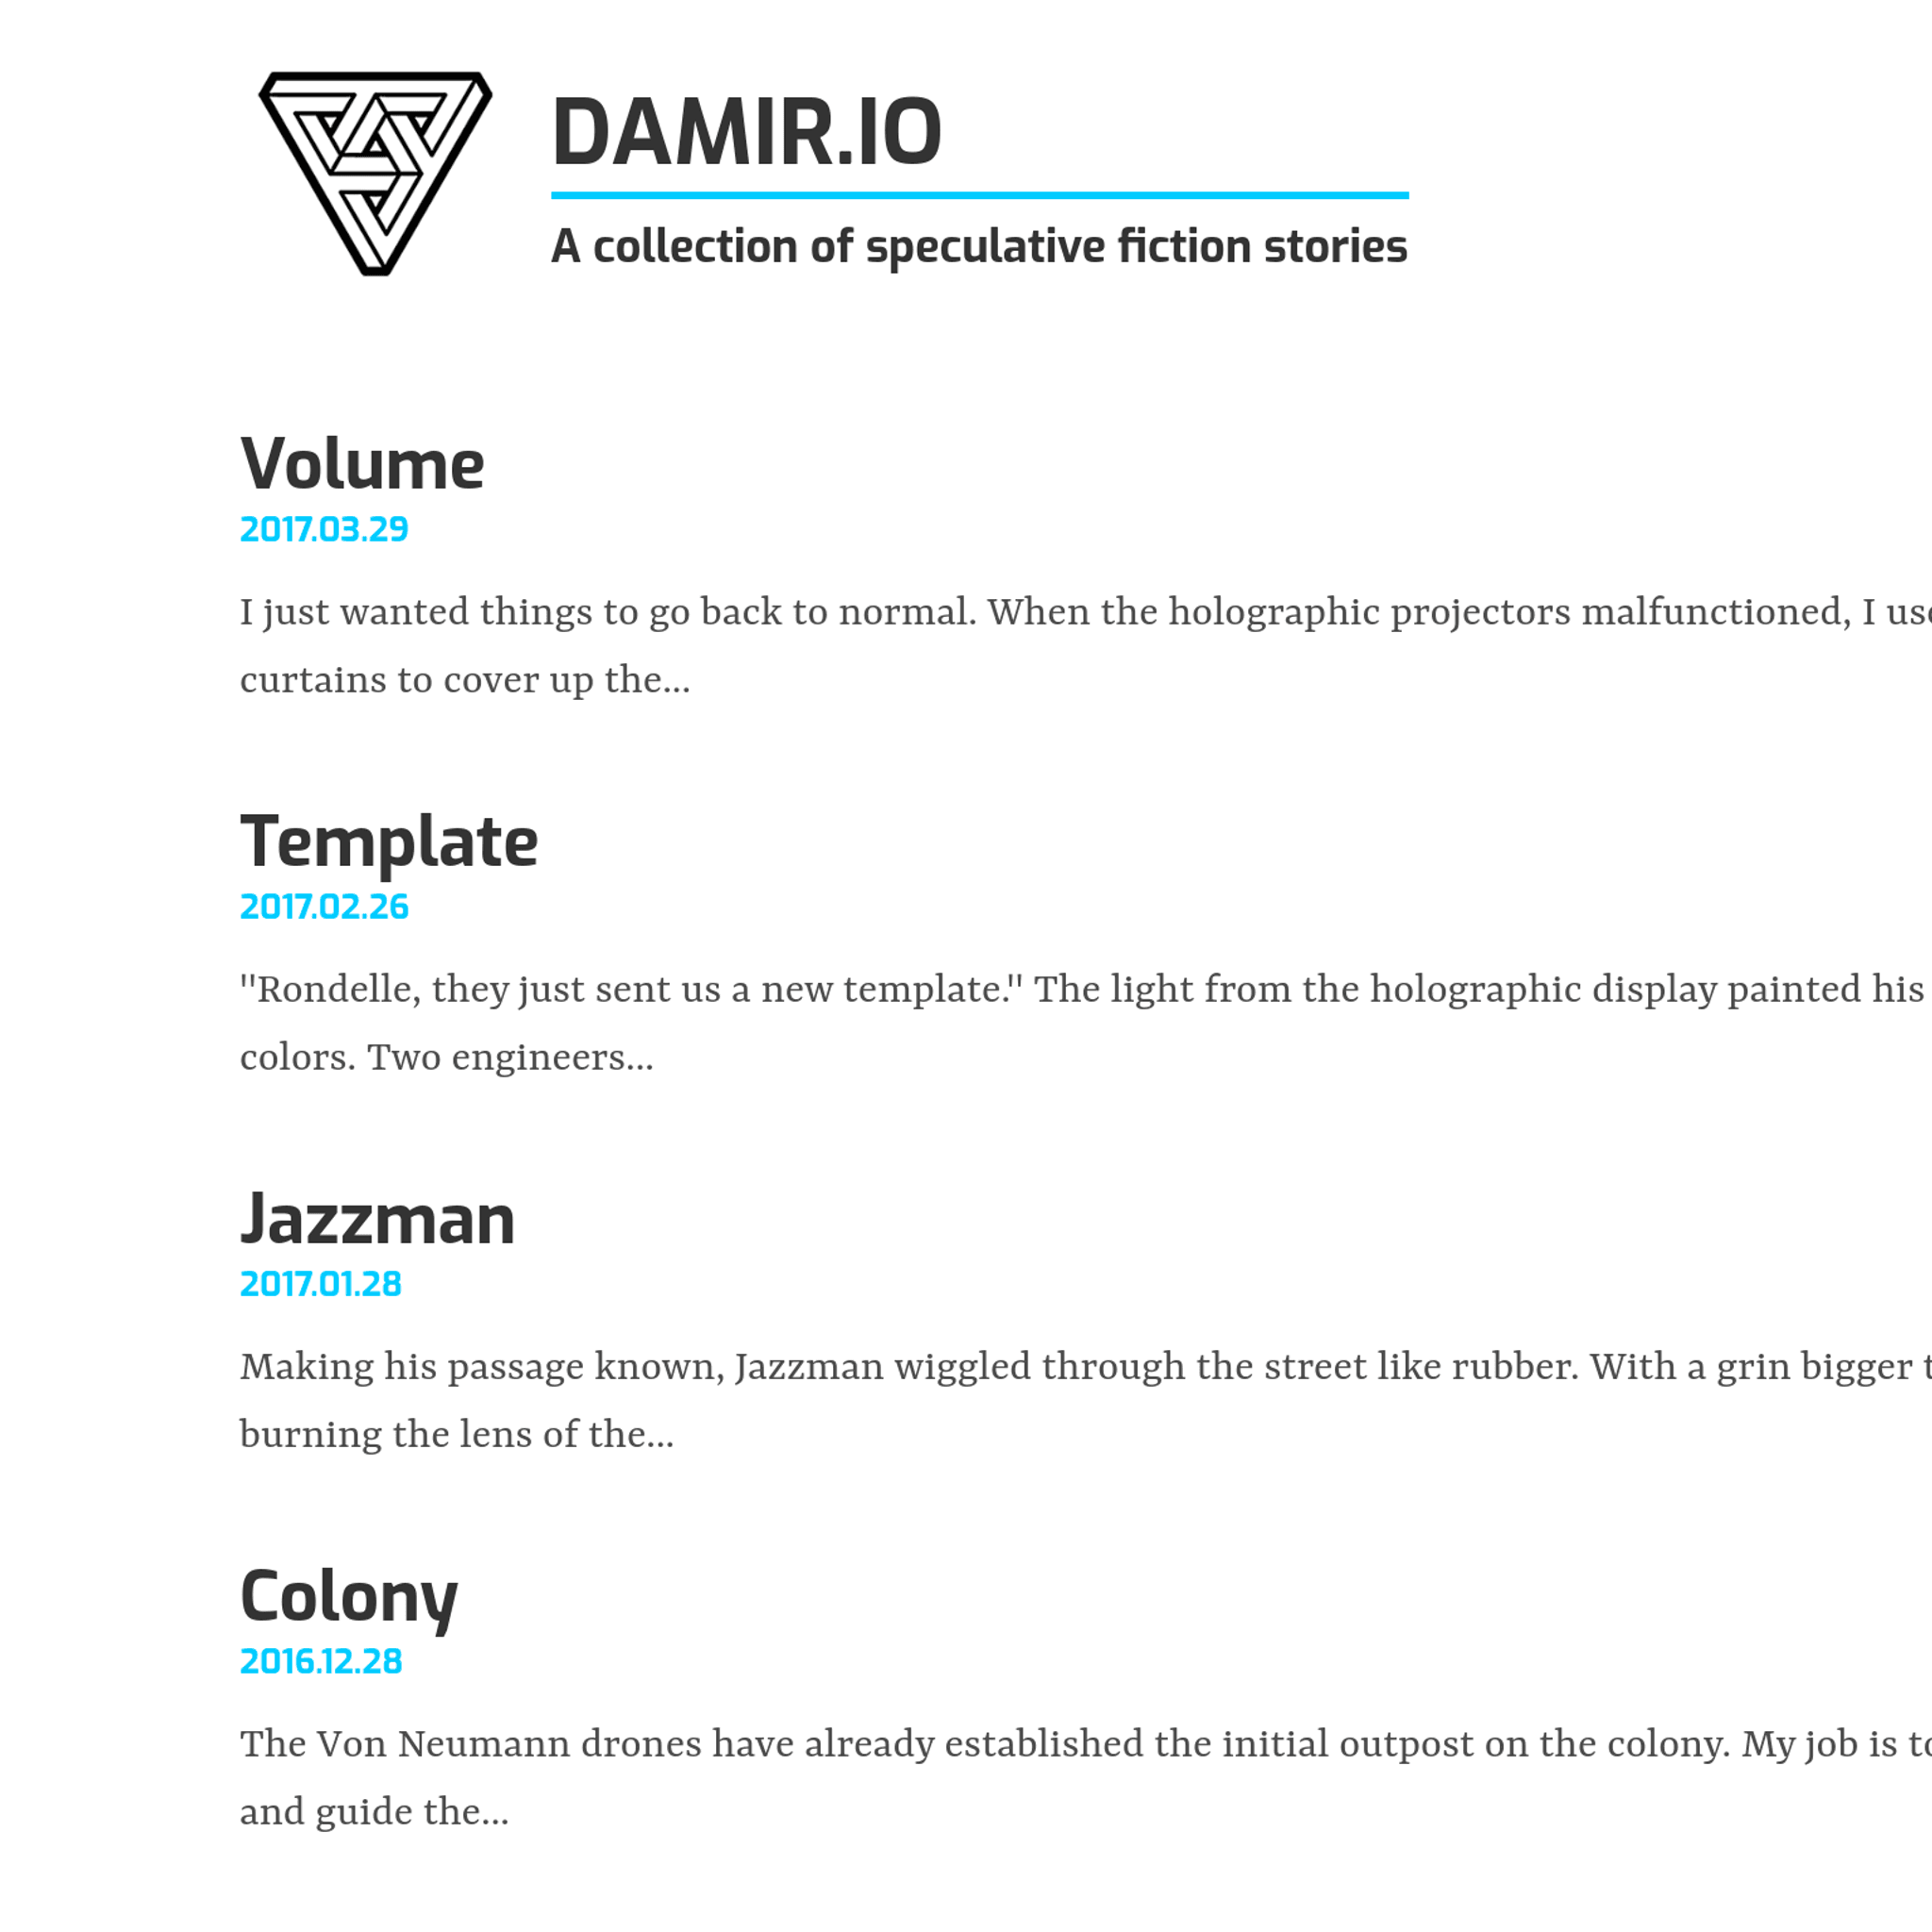 DAMIR.IO
A collection of speculative fiction stories
Volume
2017.03.29
I just wanted things to go back to normal. When the holographic projectors malfunctioned, I
curtains to cover up the...
Template
2017.02.26
"Rondelle, they just sent us a new template." The light from the holographic display painted his
colors. Two engineers...
Jazzman
2017.01.28
Making his passage known, Jazzman wiggled through the street like rubber. With a grin bigger
burning the lens of the...
Colony
2016.12.28
The Von Neumann drones have already established the initial outpost on the colony. My job is
and guide the...